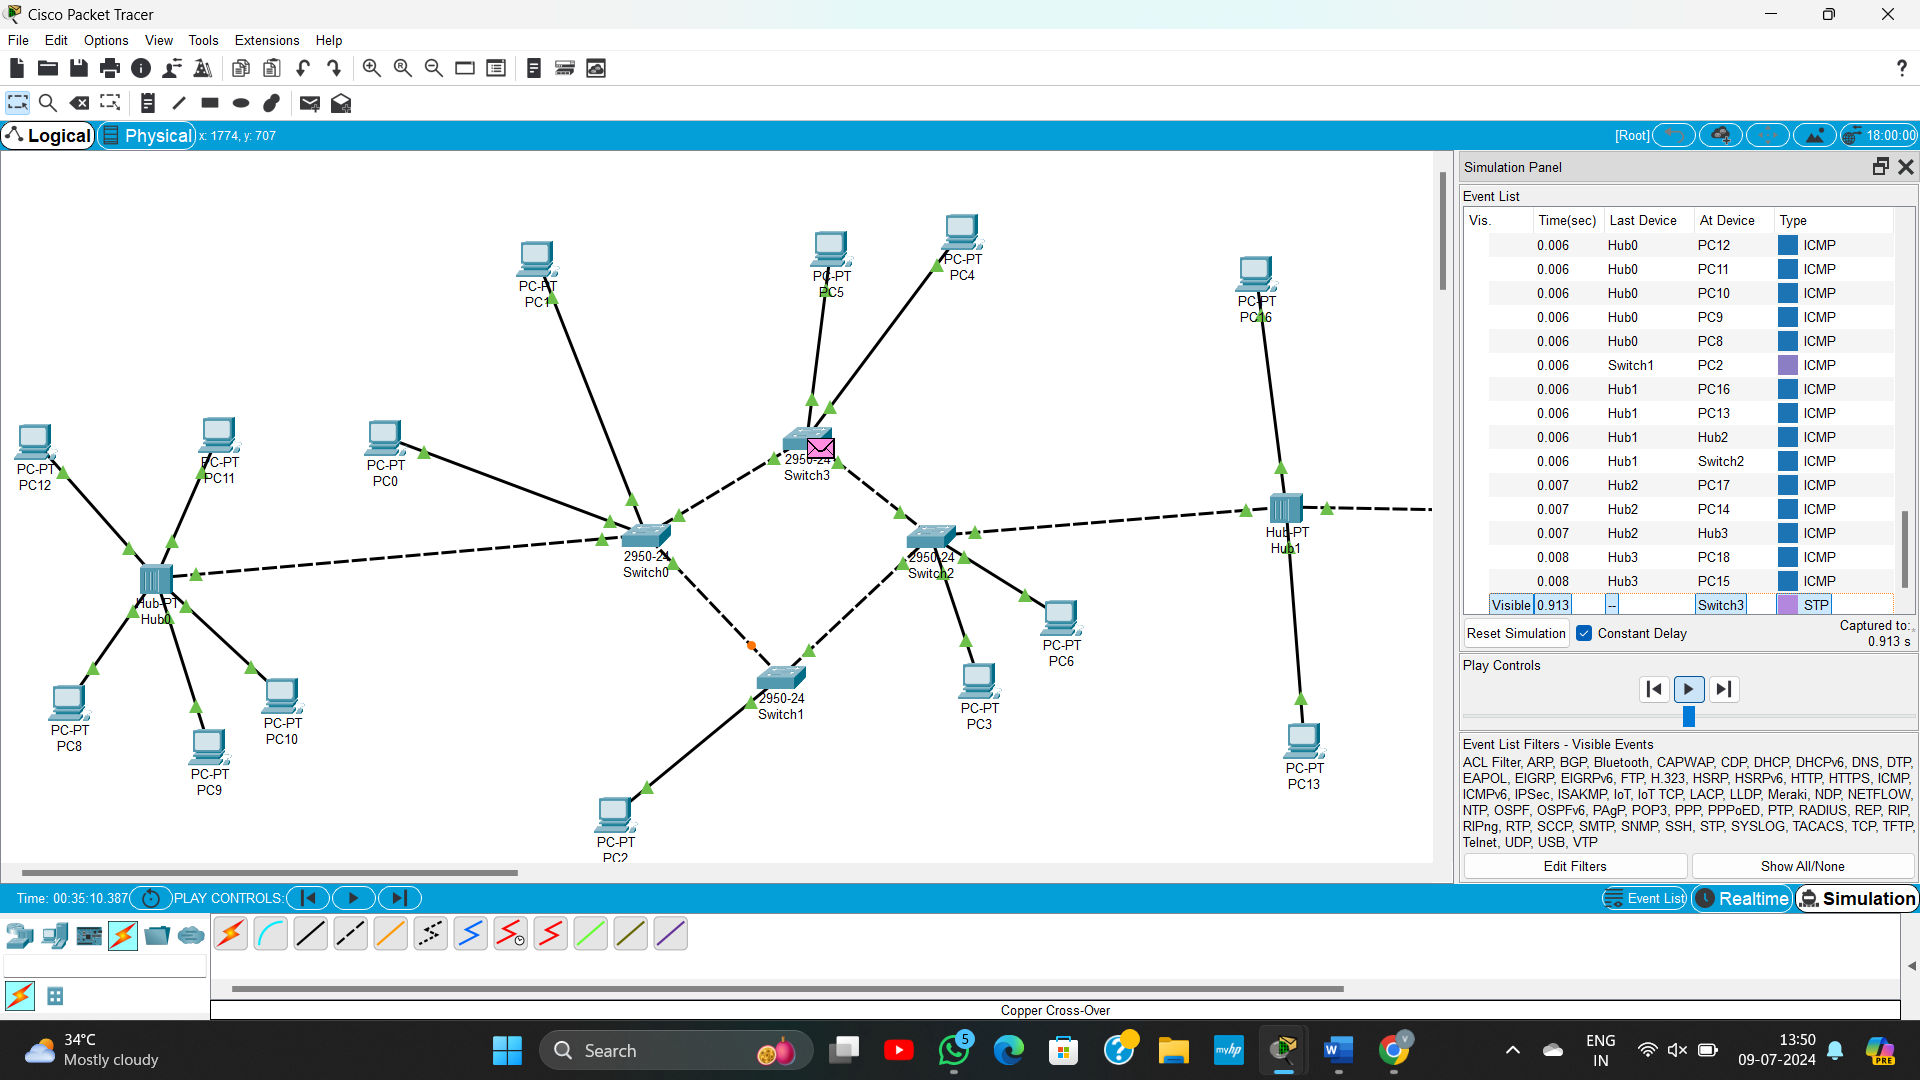 Cisco Packet Tracer
File Edit Options View Tools Extensions Help
?
Logical Physical x: 1774, y: 707 [Root] 18:00:00
Simulation Panel
Event List
Vis. Time(sec) Last Device At Device Type
0.006 Hub0 PC12 ICMP
0.006 Hub0 PC11 ICMP
0.006 Hub0 PC10 ICMP
0.006 Hub0 PC9 ICMP
0.006 Hub0 PC8 ICMP
0.006 Switch1 PC2 ICMP
0.006 Hub1 PC16 ICMP
0.006 Hub1 PC13 ICMP
0.006 Hub1 Hub2 ICMP
0.006 Hub1 Switch2 ICMP
0.007 Hub2 PC17 ICMP
0.007 Hub2 PC14 ICMP
0.007 Hub2 Hub3 ICMP
0.008 Hub3 PC18 ICMP
0.008 Hub3 PC15 ICMP
Visible 0.913 -- Switch3 STP
Reset Simulation Constant Delay
Captured to:
0.913 s
Play Controls
Event List Filters - Visible Events
ACL Filter, ARP, BGP, Bluetooth, CAPWAP, CDP, DHCP, DHCPv6, DNS, DTP,
EAPOL, EIGRP, EIGRPv6, FTP, H.323, HSRP, HSRPv6, HTTP, HTTPS, ICMP,
ICMPv6, IPSec, ISAKMP, IoT, IoT TCP, LACP, LLDP, Meraki, NDP, NETFLOW,
NTP, OSPF, OSPFv6, PAgP, POP3, PPP, PPPoED, PTP, RADIUS, REP, RIP,
RIPng, RTP, SCCP, SMTP, SNMP, SSH, STP, SYSLOG, TACACS, TCP, TFTP,
Telnet, UDP, USB, VTP
Edit Filters Show All/None
PC-PT
PC1
PC-PT
PC5
PC-PT
PC4
PC-PT
PC16
PC-PT
PC12
PC-PT
PC11
PC-PT
PC0
2950-24
Switch3
2950-24
Switch0
2950-24
Switch2
Hub-PT
Hub1
Hub-PT
Hub0
PC-PT
PC6
PC-PT
PC3
2950-24
Switch1
PC-PT
PC8
PC-PT
PC9
PC-PT
PC10
PC-PT
PC13
PC-PT
PC2
Time: 00:35:10.387 PLAY CONTROLS: Event List Realtime Simulation
Copper Cross-Over
34°C
Mostly cloudy
Search
5
myhp
V
ENG
IN
13:50
09-07-2024
PRE